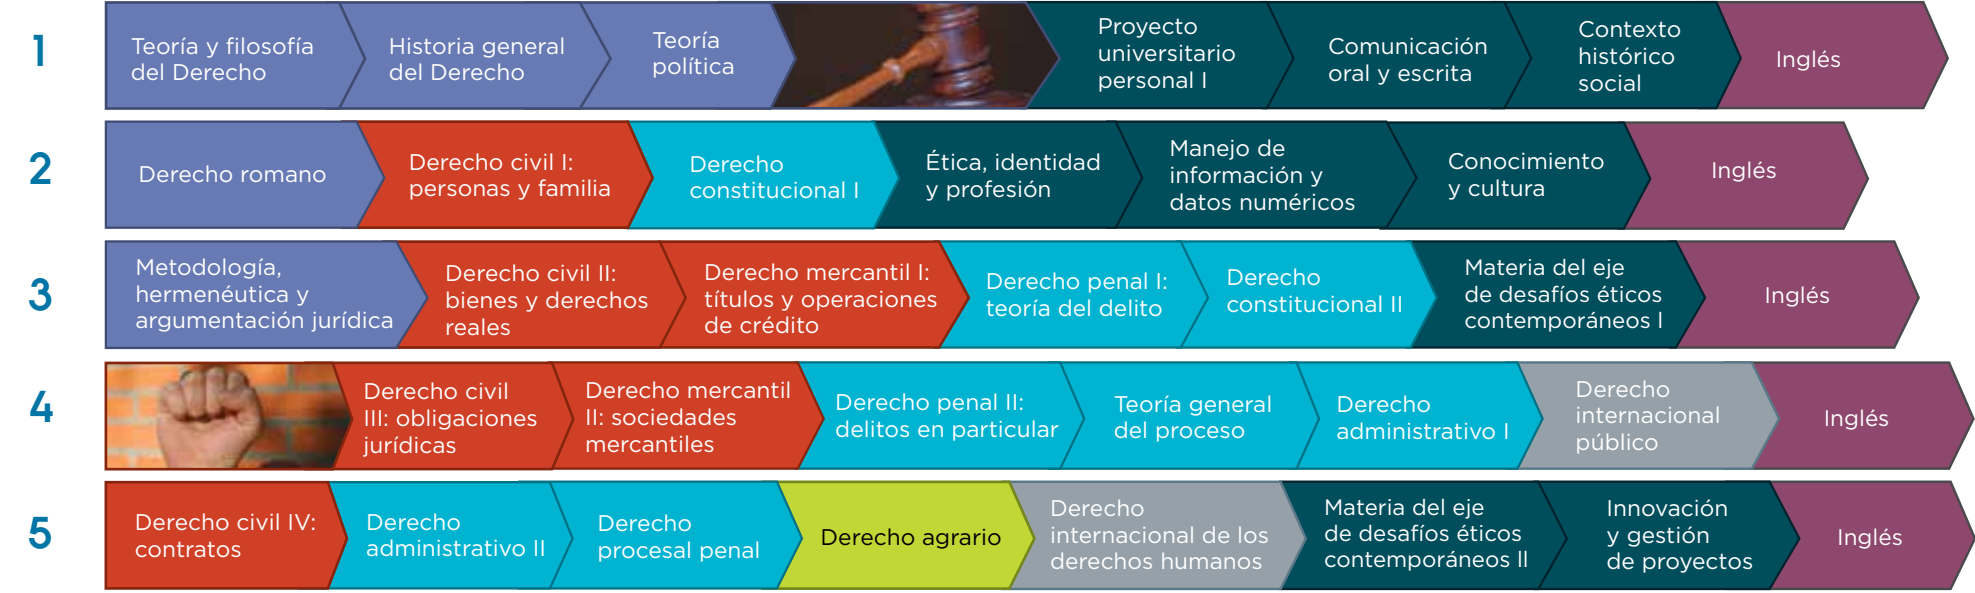 1
Teoría y filosofía
del Derecho
Historia general
del Derecho
Teoría
política
Proyecto
universitario
personal I
Comunicación
oral y escrita
Contexto
histórico
social
Inglés
2
Derecho romano
Derecho civil I:
personas y familia
Derecho
constitucional I
Ética, identidad
y profesión
Manejo de
información y
datos numéricos
Conocimiento
y cultura
Inglés
3
Metodología,
hermenéutica y
argumentación jurídica
Derecho civil II:
bienes y derechos
reales
Derecho mercantil I:
títulos y operaciones
de crédito
Derecho penal I:
teoría del delito
Derecho
constitucional II
Materia del eje
de desafíos éticos
contemporáneos I
Inglés
4
Derecho civil
III: obligaciones
jurídicas
Derecho mercantil
II: sociedades
mercantiles
Derecho penal II:
delitos en particular
Teoría general
del proceso
Derecho
administrativo I
Derecho
internacional
público
Inglés
5
Derecho civil IV:
contratos
Derecho
administrativo II
Derecho
procesal penal
Derecho agrario
Derecho
internacional de los
derechos humanos
Materia del eje
de desafíos éticos
contemporáneos II
Innovación
y gestión
de proyectos
Inglés